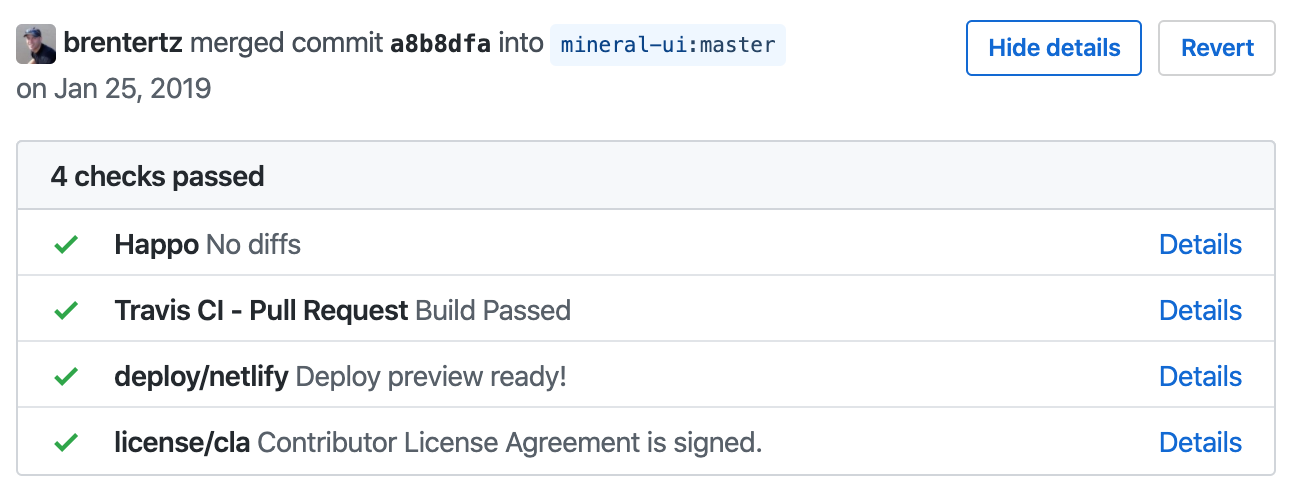 brentertz merged commit a8b8dfa into mineral-ui:master
on Jan 25, 2019
Hide details
Revert
4 checks passed
Happo No diffs Details
Travis CI - Pull Request Build Passed Details
deploy/netlify Deploy preview ready! Details
license/cla Contributor License Agreement is signed. Details